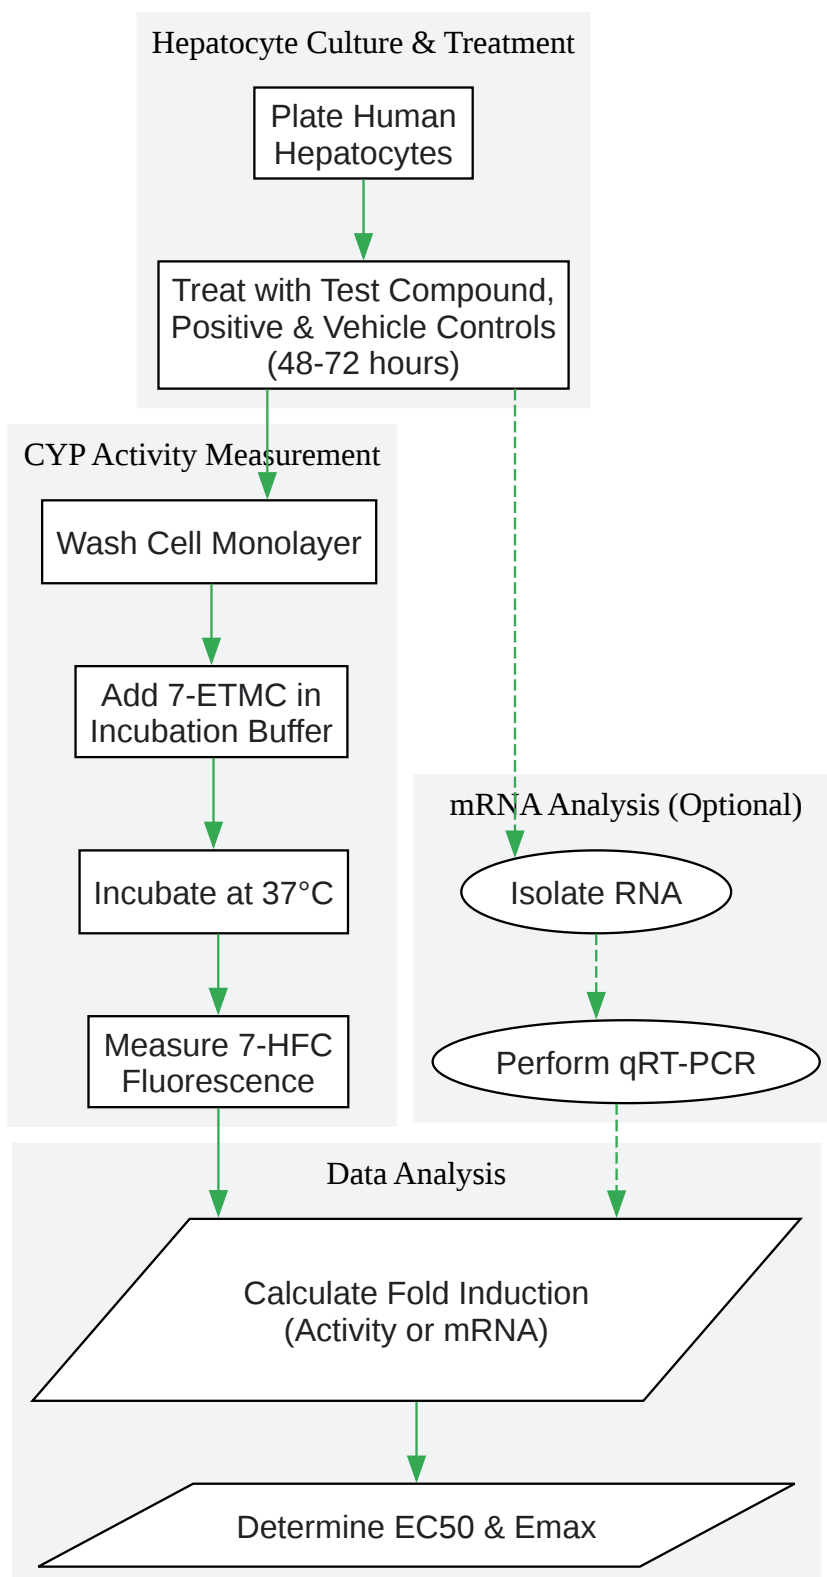 Hepatocyte Culture & Treatment
Plate Human
Hepatocytes
Treat with Test Compound,
Positive & Vehicle Controls
(48-72 hours)
CYP Activity Measurement
Wash Cell Monolayer
Add 7-ETMC in
Incubation Buffer
Incubate at 37°C
Measure 7-HFC
Fluorescence
mRNA Analysis (Optional)
Isolate RNA
Perform qRT-PCR
Data Analysis
Calculate Fold Induction
(Activity or mRNA)
Determine EC50 & Emax